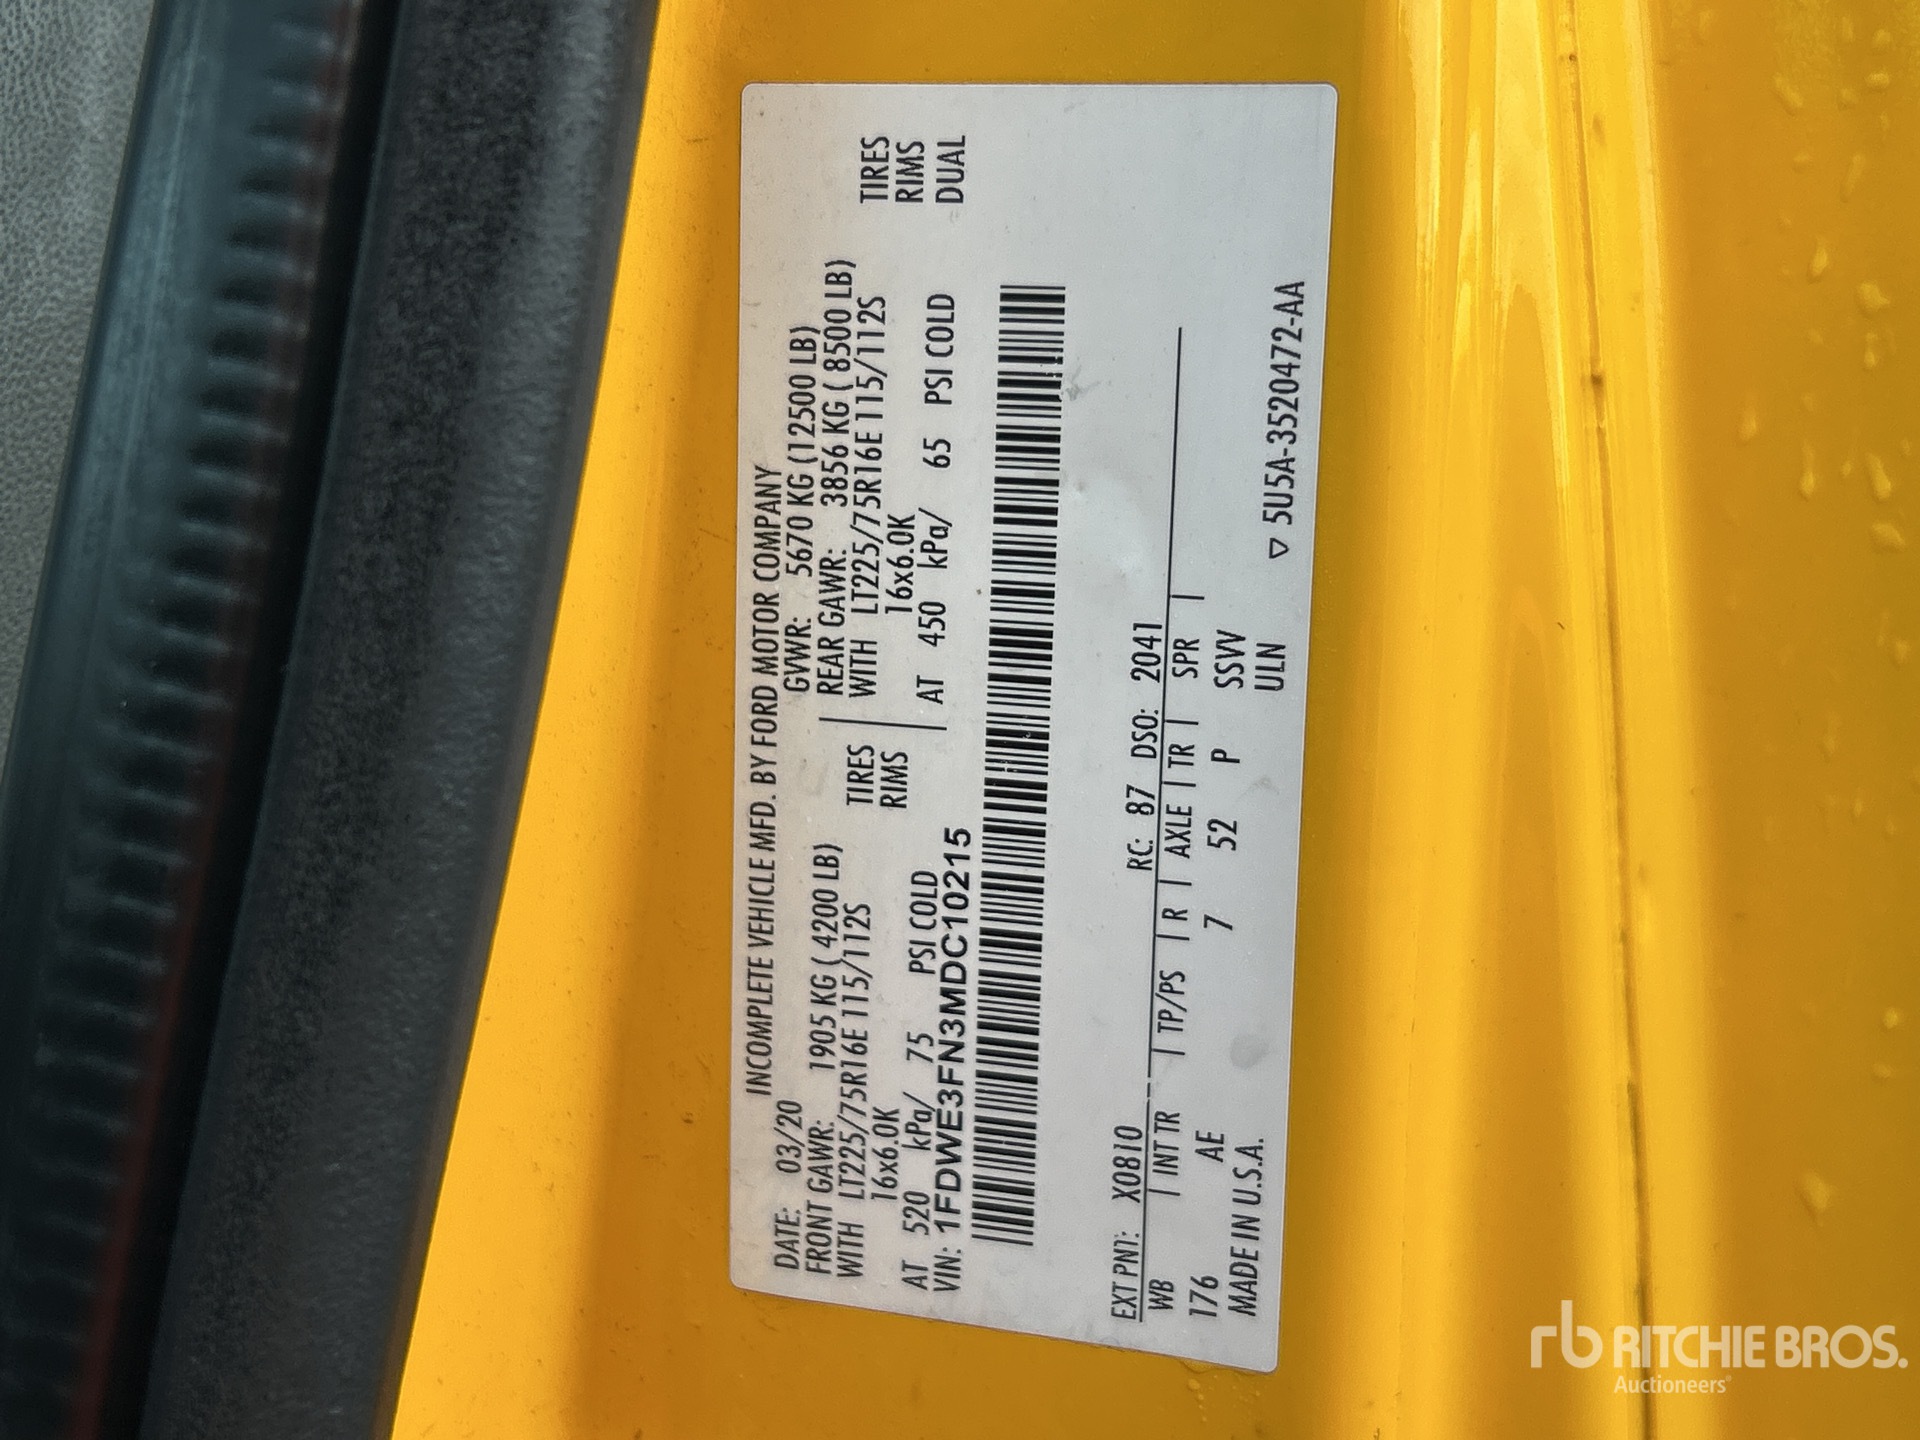 INCOMPLETE VEHICLE MFD. BY FORD MOTOR COMPANY
DATE: 03/20 GVWR: 5670 KG (12500 LB)
FRONT GAWR: 1905 KG ( 4200 LB) REAR GAWR: 3856 KG ( 8500 LB)
WITH LT225/75R16E 115/112S TIRES WITH LT225/75R16E 115/112S TIRES
16x6.0K RIMS 16x6.0K RIMS
AT 520 kPa/ 75 PSI COLD AT 450 kPa/ 65 PSI COLD DUAL
VIN: 1FDWE3FN3MDC10215
EXT PNT: X0810 RC: 87 DSO: 2041
WB | INT TR | TP/PS | R | AXLE | TR | SPR |
176 AE 7 52 P SSVV
MADE IN U.S.A. ULN
▽ 5U5A-3520472-AA
rb RITCHIE BROS.
Auctioneers